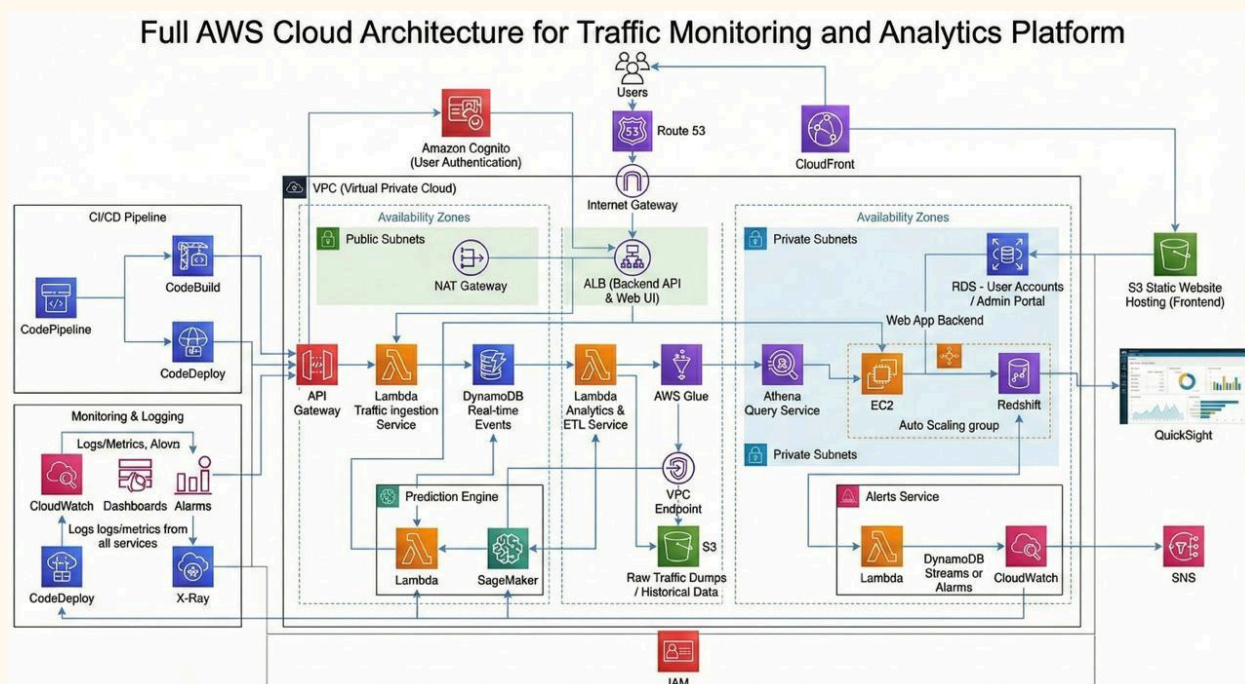 Full AWS Cloud Architecture for Traffic Monitoring and Analytics Platform
Users
53
Route 53
Amazon Cognito
(User Authentication)
CloudFront
VPC (Virtual Private Cloud)
Internet Gateway
CI/CD Pipeline
CodePipeline
CodeBuild
CodeDeploy
Availability Zones
Public Subnets
NAT Gateway
ALB (Backend API
& Web UI)
Availability Zones
Private Subnets
RDS - User Accounts
/ Admin Portal
S3 Static Website
Hosting (Frontend)
Web App Backend
API
Gateway
Lambda
Traffic ingestion
Service
DynamoDB
Real-time
Events
Lambda
Analytics &
ETL Service
AWS Glue
Athena
Query Service
EC2
Redshift
Auto Scaling group
QuickSight
Private Subnets
Monitoring & Logging
Logs/Metrics, Alovn
CloudWatch
Dashboards
Alarms
Logs logs/metrics from
all services
CodeDeploy
X-Ray
Prediction Engine
Lambda
SageMaker
VPC
Endpoint
S3
Raw Traffic Dumps
/ Historical Data
Alerts Service
Lambda
DynamoDB
Streams or
Alarms
CloudWatch
SNS
IAM